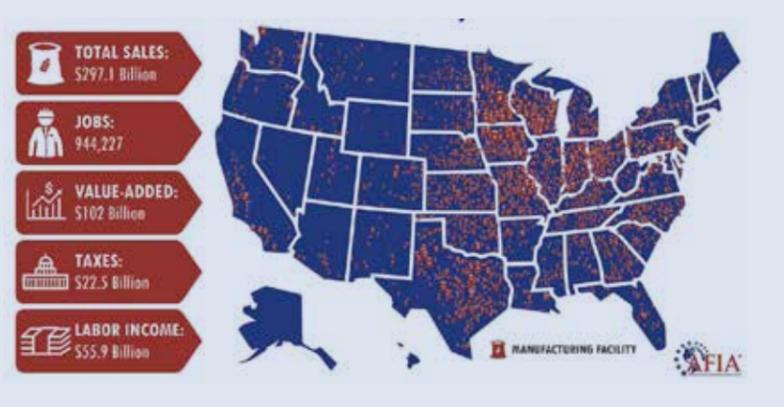 TOTAL SALES:
$297.1 Billion
JOBS:
944,227
VALUE-ADDED:
$102 Billion
TAXES:
$22.5 Billion
LABOR INCOME:
$55.9 Billion
MANUFACTURING FACILITY
AFIA